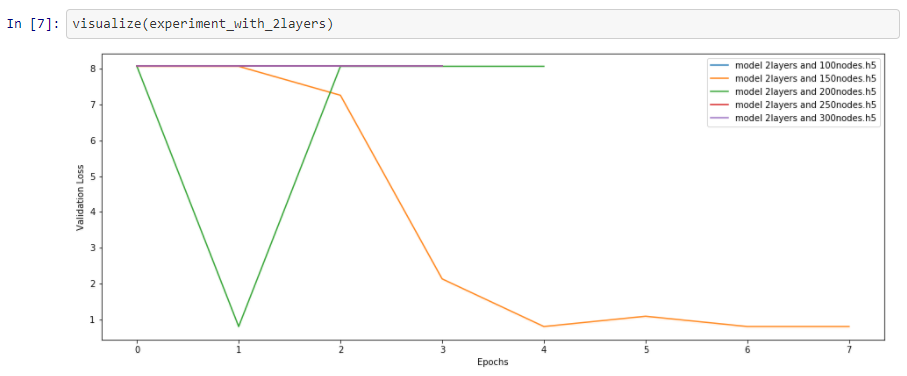 In [7]: visualize(experiment_with_2layers)
model 2layers and 100nodes.h5
model 2layers and 150nodes.h5
model 2layers and 200nodes.h5
model 2layers and 250nodes.h5
model 2layers and 300nodes.h5
Validation Loss
8
7
6
5
4
3
2
1
0 1 2 3 4 5 6 7
Epochs